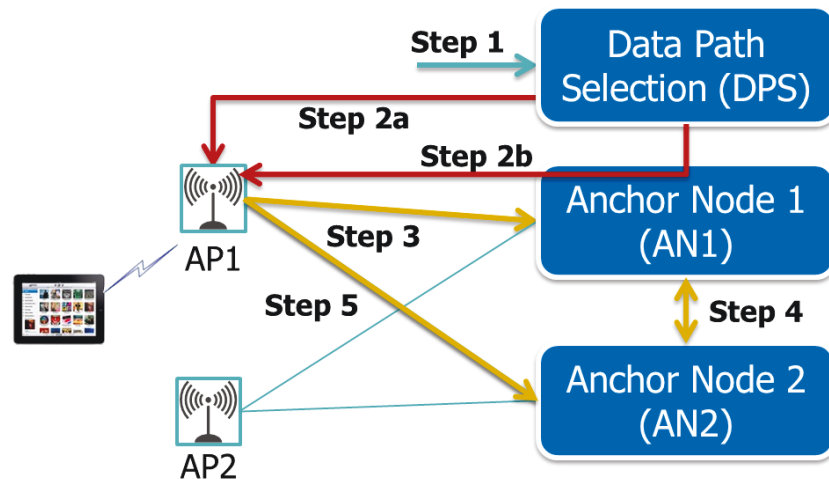 Step 1
Data Path
Selection (DPS)
Step 2a
Step 2b
AP1
Anchor Node 1
(AN1)
Step 3
Step 5
Step 4
AP2
Anchor Node 2
(AN2)